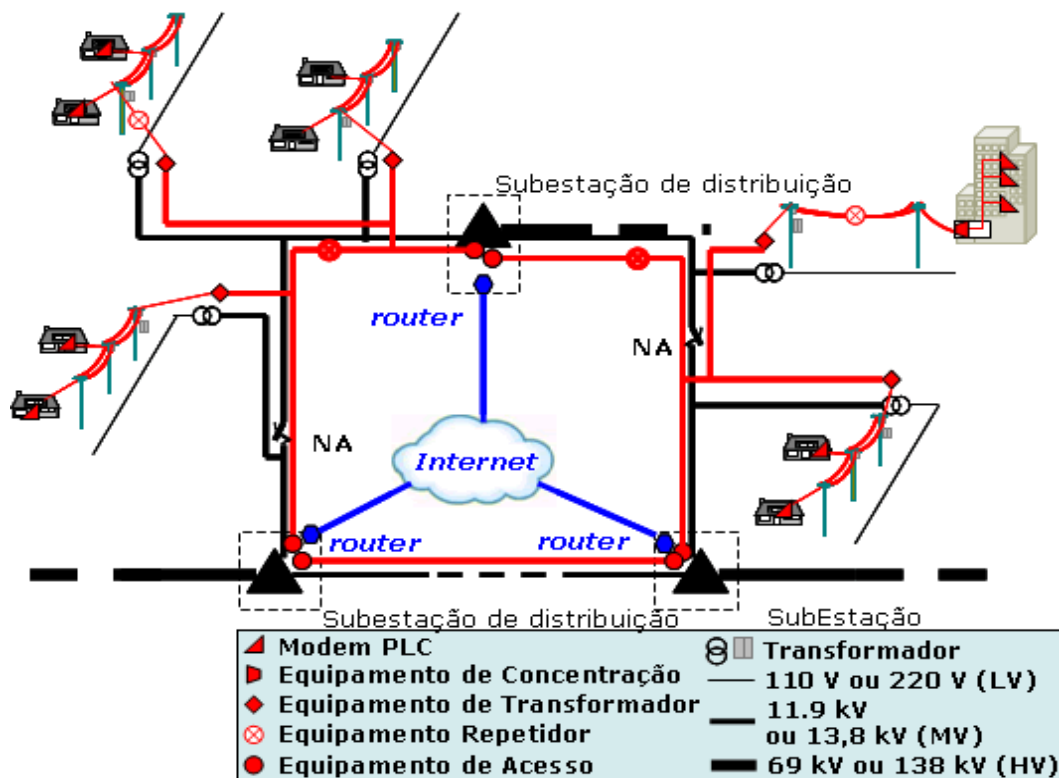 Subestação de distribuição
router
NA
NA
Internet
router
router
Subestação de distribuição
SubEstação
Modem PLC
Equipamento de Concentração
Equipamento de Transformador
Equipamento Repetidor
Equipamento de Acesso
Transformador
110 V ou 220 V (LV)
11.9 kV
ou 13,8 kV (MV)
69 kV ou 138 kV (HV)